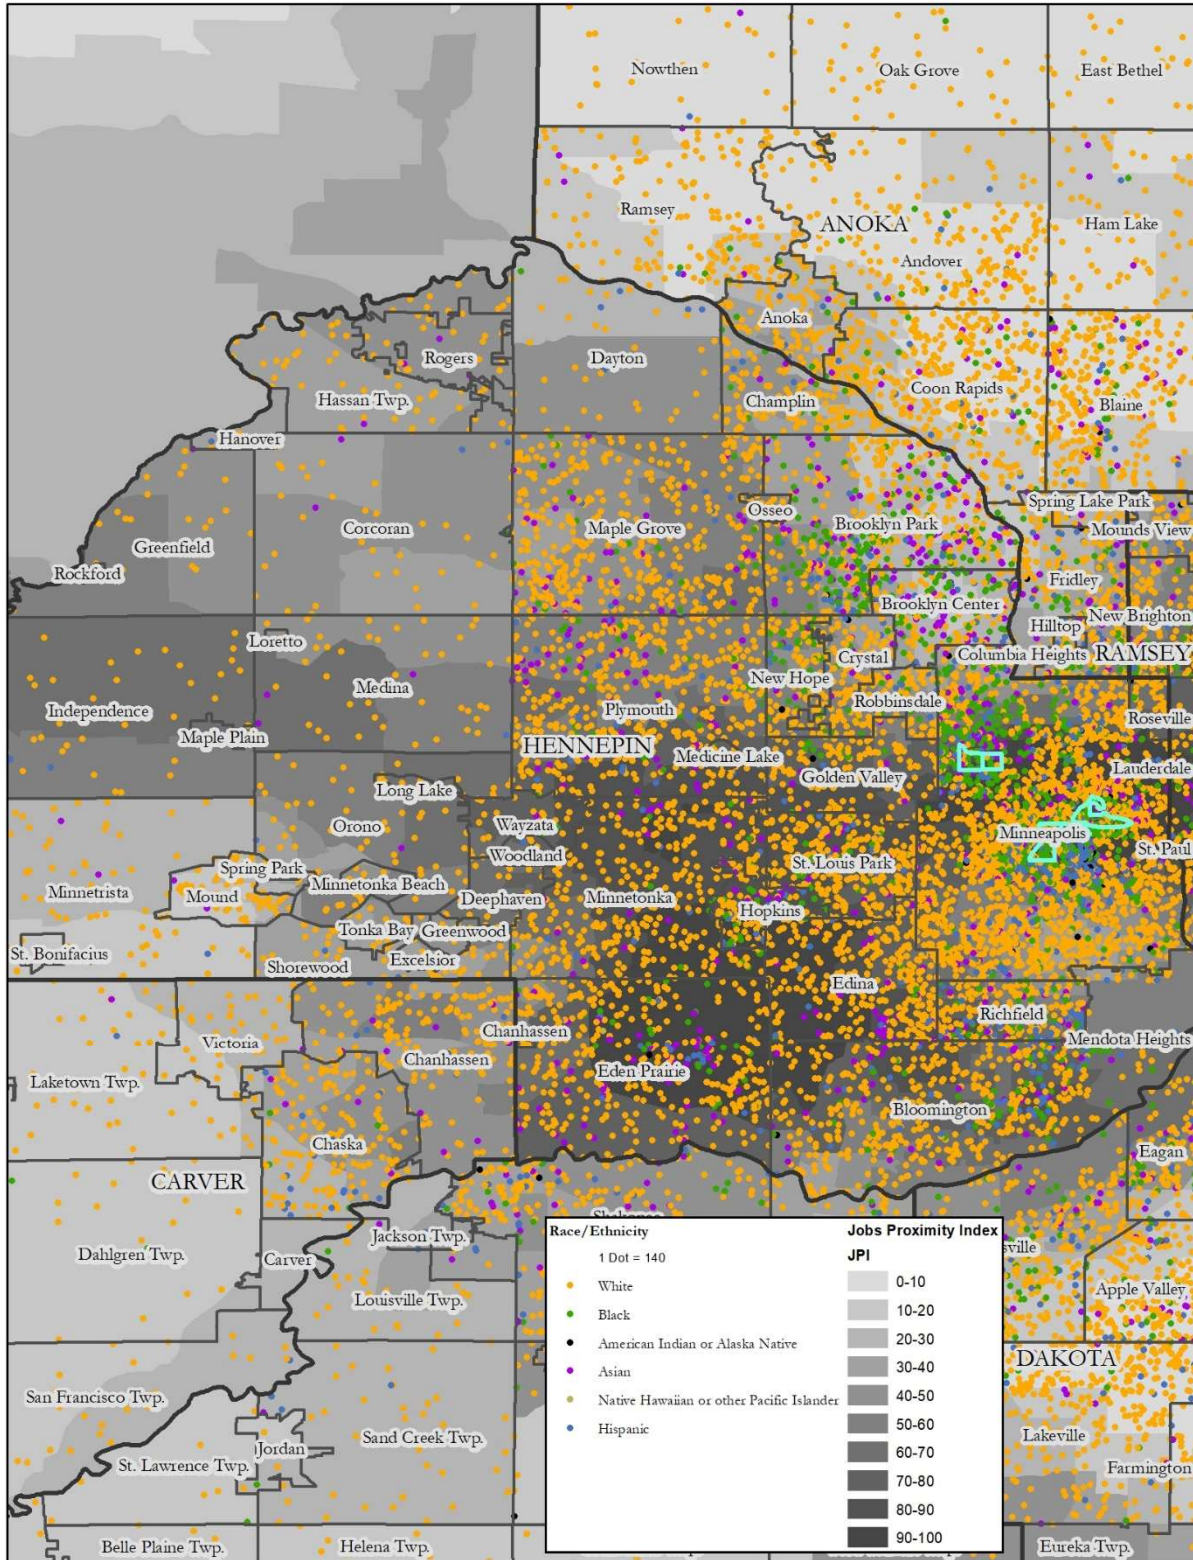 Nowthen
Oak Grove
East Bethel
Ramsey
ANOKA
Ham Lake
Andover
Anoka
Rogers
Dayton
Coon Rapids
Hassan Twp.
Champlin
Blaine
Hanover
Spring Lake Park
Osseo
Corcoran
Maple Grove
Brooklyn Park
Mounds View
Greenfield
Rockford
Fridley
Brooklyn Center
New Brighton
Hilltop
Loretto
Crystal
Columbia Heights
RAMSEY
New Hope
Medina
Robbinsdale
Independence
Plymouth
Roseville
Maple Plain
HENNEPIN
Medicine Lake
Lauderdale
Golden Valley
Long Lake
Orono
Wayzata
Minneapolis
St. Paul
Woodland
St. Louis Park
Spring Park
Minnetonka Beach
Minnetrista
Mound
Deephaven
Minnetonka
Hopkins
Tonka Bay
Greenwood
St. Bonifacius
Excelsior
Shorewood
Edina
Richfield
Chanhassen
Mendota Heights
Victoria
Chanhassen
Eden Prairie
Laketown Twp.
Bloomington
Chaska
Eagan
CARVER
Jackson Twp.
Dahlgren Twp.
Carver
Louisville Twp.
Apple Valley
DAKOTA
San Francisco Twp.
Sand Creek Twp.
Jordan
Lakeville
St. Lawrence Twp.
Farmington
Belle Plaine Twp.
Helena Twp.
Eureka Twp.
Race/Ethnicity
1 Dot = 140
White
Black
American Indian or Alaska Native
Asian
Native Hawaiian or other Pacific Islander
Hispanic
Jobs Proximity Index
JPI
0-10
10-20
20-30
30-40
40-50
50-60
60-70
70-80
80-90
90-100